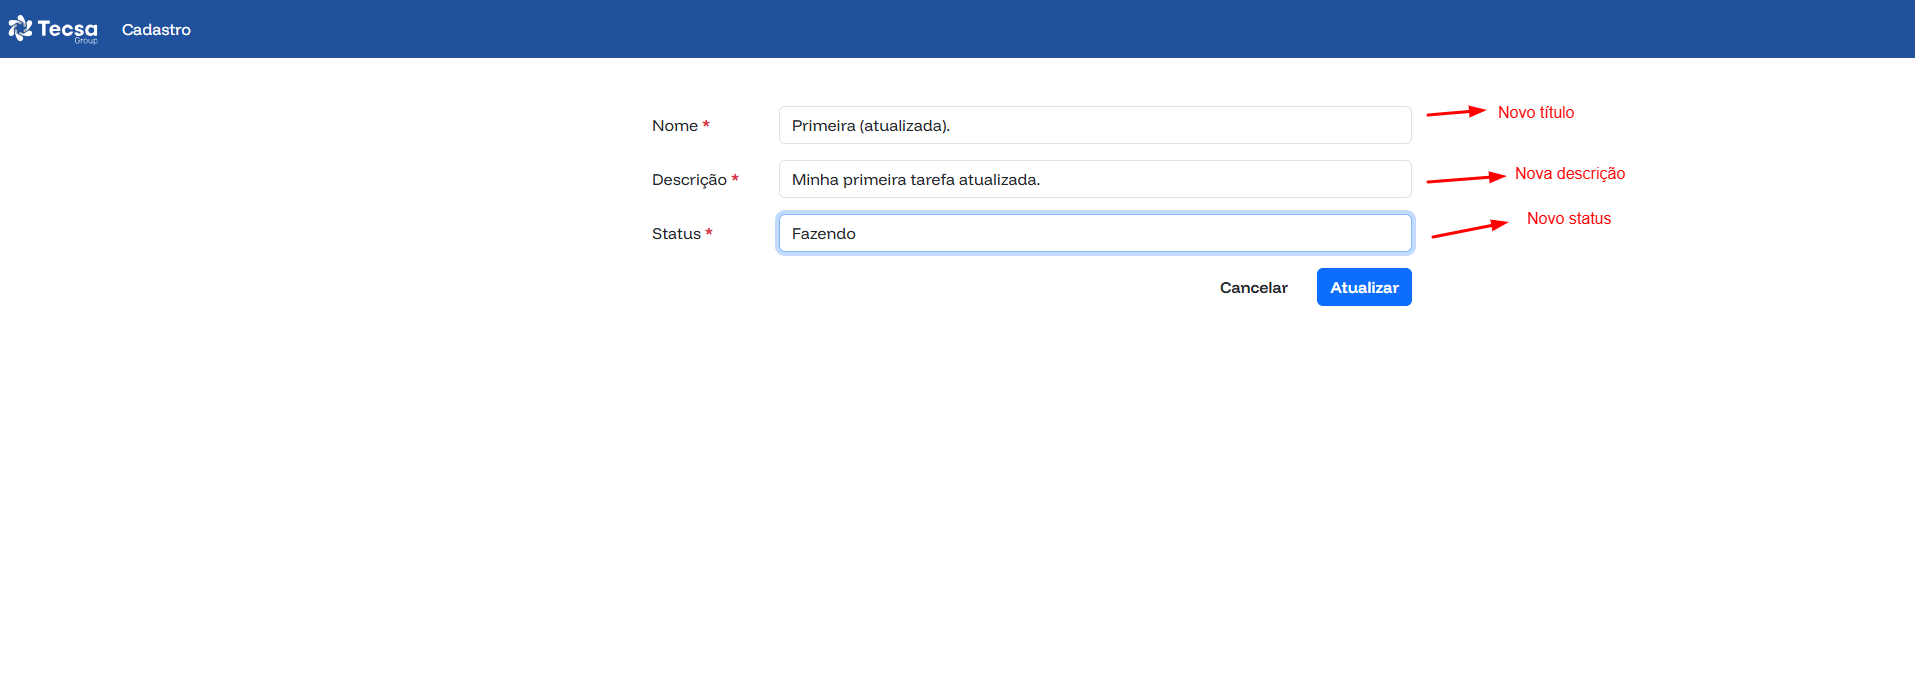 Tecsa
Group
Cadastro
Nome *
Primeira (atualizada).
Novo título
Descrição *
Minha primeira tarefa atualizada.
Nova descrição
Status *
Fazendo
Novo status
Cancelar
Atualizar